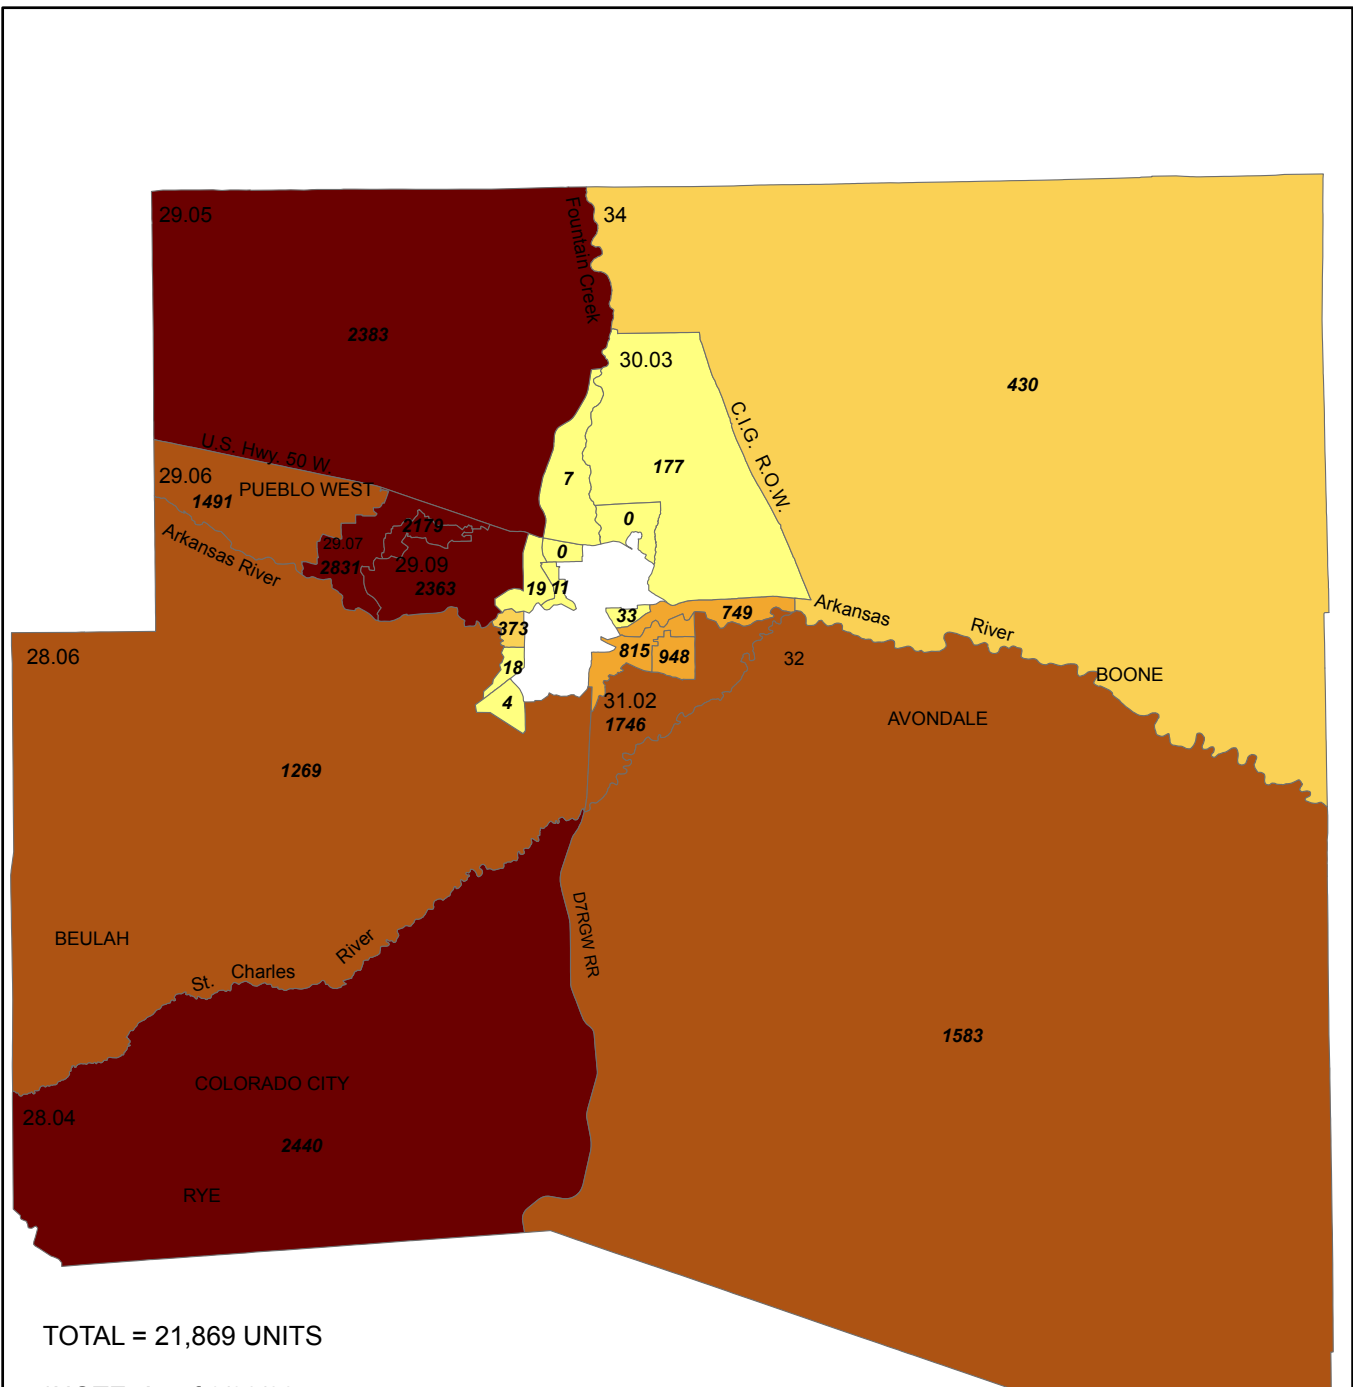 29.05
34
Fountain Creek
2383
30.03
430
C.I.G. R.O.W.
U.S. Hwy. 50 W
29.06
PUEBLO WEST
1491
7
177
0
2179
Arkansas River
29.07
2831
29.09
2363
0
19
11
33
749
Arkansas River
373
815
948
28.06
18
32
BOONE
4
31.02
1746
AVONDALE
1269
D7RGW RR
BEULAH
St. Charles River
1583
COLORADO CITY
28.04
2440
RYE
TOTAL = 21,869 UNITS